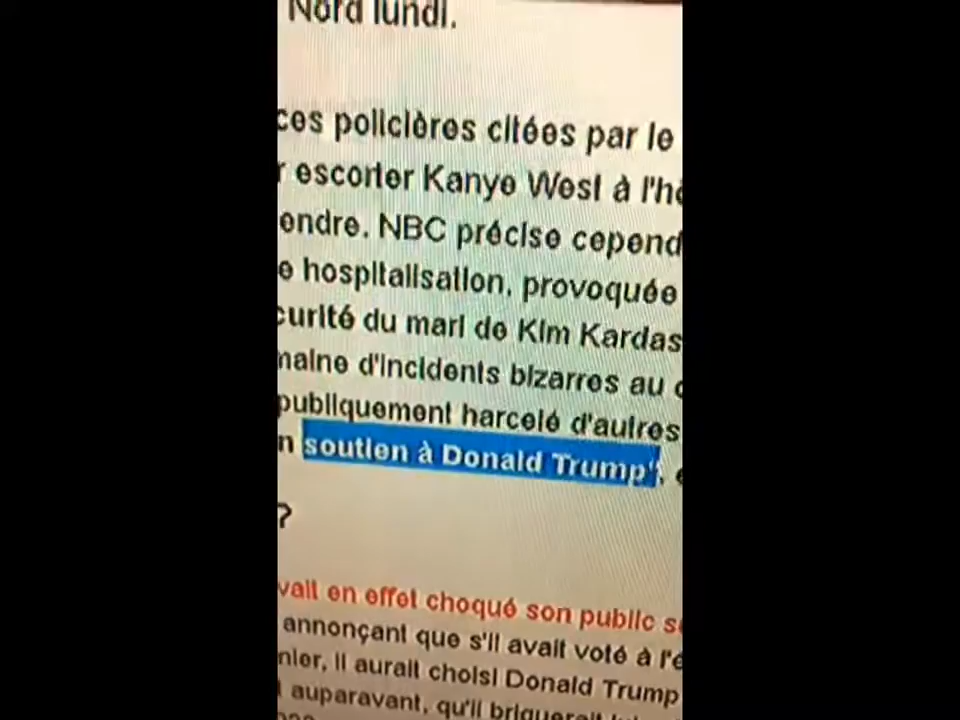 Nord lundi.
ces policières citées par le
r escorter Kanye West à l'hô
endre. NBC précise cepend
e hospitalisation, provoquée
curité du mari de Kim Kardas
maine d'incidents bizarres au
publiquement harcelé d'autres
n soutien à Donald Trump",
?
vait en effet choqué son public s
annonçant que s'il avait voté à l'é
nier, il aurait choisi Donald Trump
auparavant, qu'il briguerait